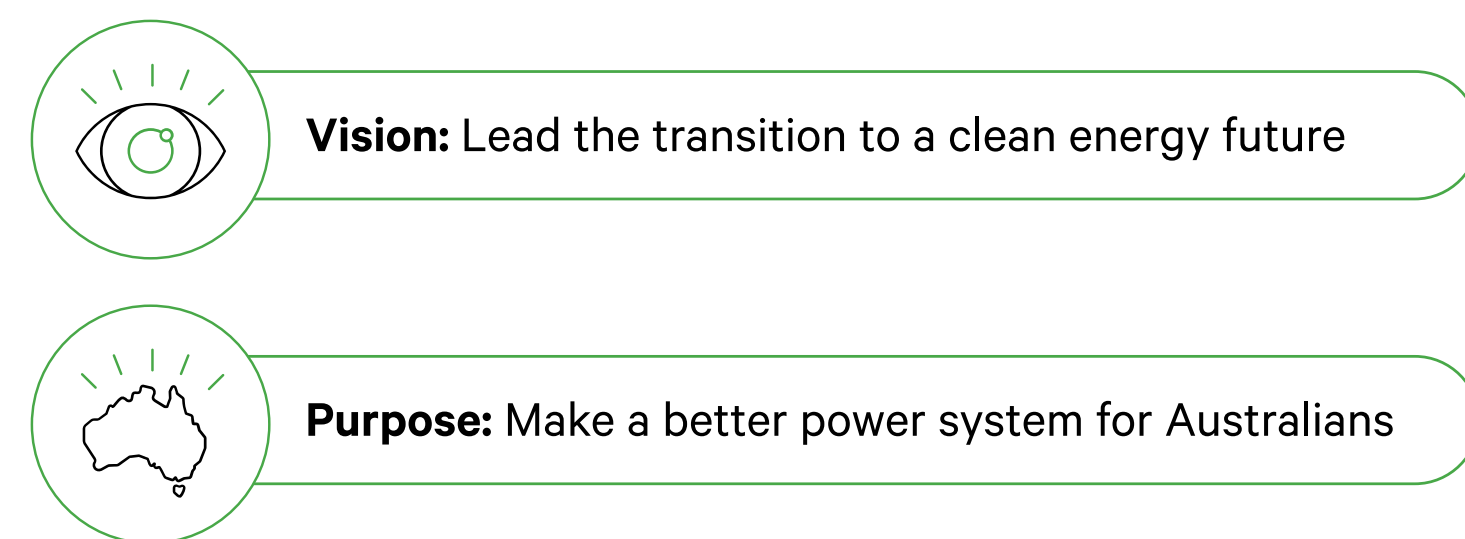 Vision: Lead the transition to a clean energy future
Purpose: Make a better power system for Australians